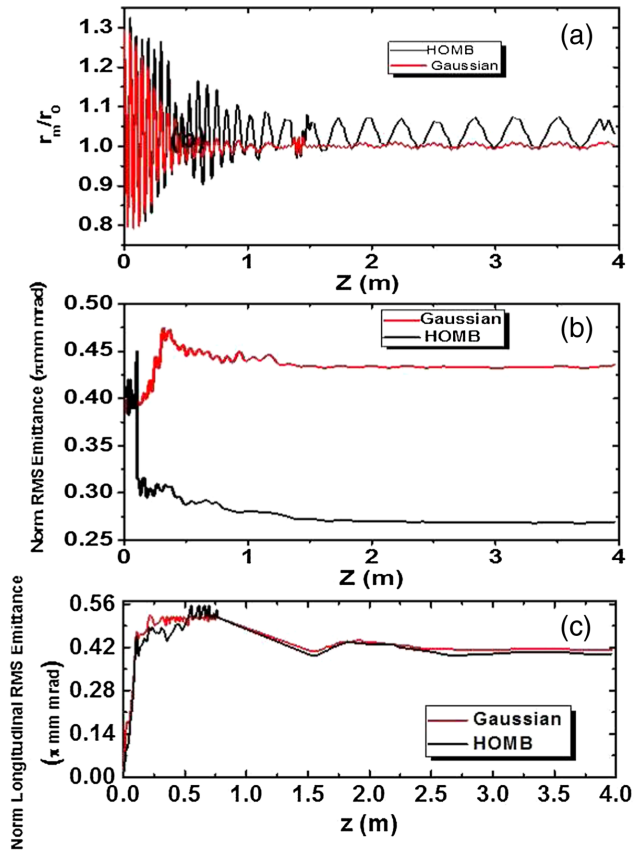 (a)
HOMB
Gaussian
r_m/r_0
1.3
1.2
1.1
1.0
0.9
0.8
0 1 2 3 4
Z (m)
(b)
Gaussian
HOMB
Norm RMS Emittance (πmm mrad)
0.50
0.45
0.40
0.35
0.30
0.25
0 1 2 3 4
Z (m)
(c)
Gaussian
HOMB
Norm Longitudinal RMS Emittance
(π mm mrad)
0.56
0.42
0.28
0.14
0.00
0.0 0.5 1.0 1.5 2.0 2.5 3.0 3.5 4.0
z (m)